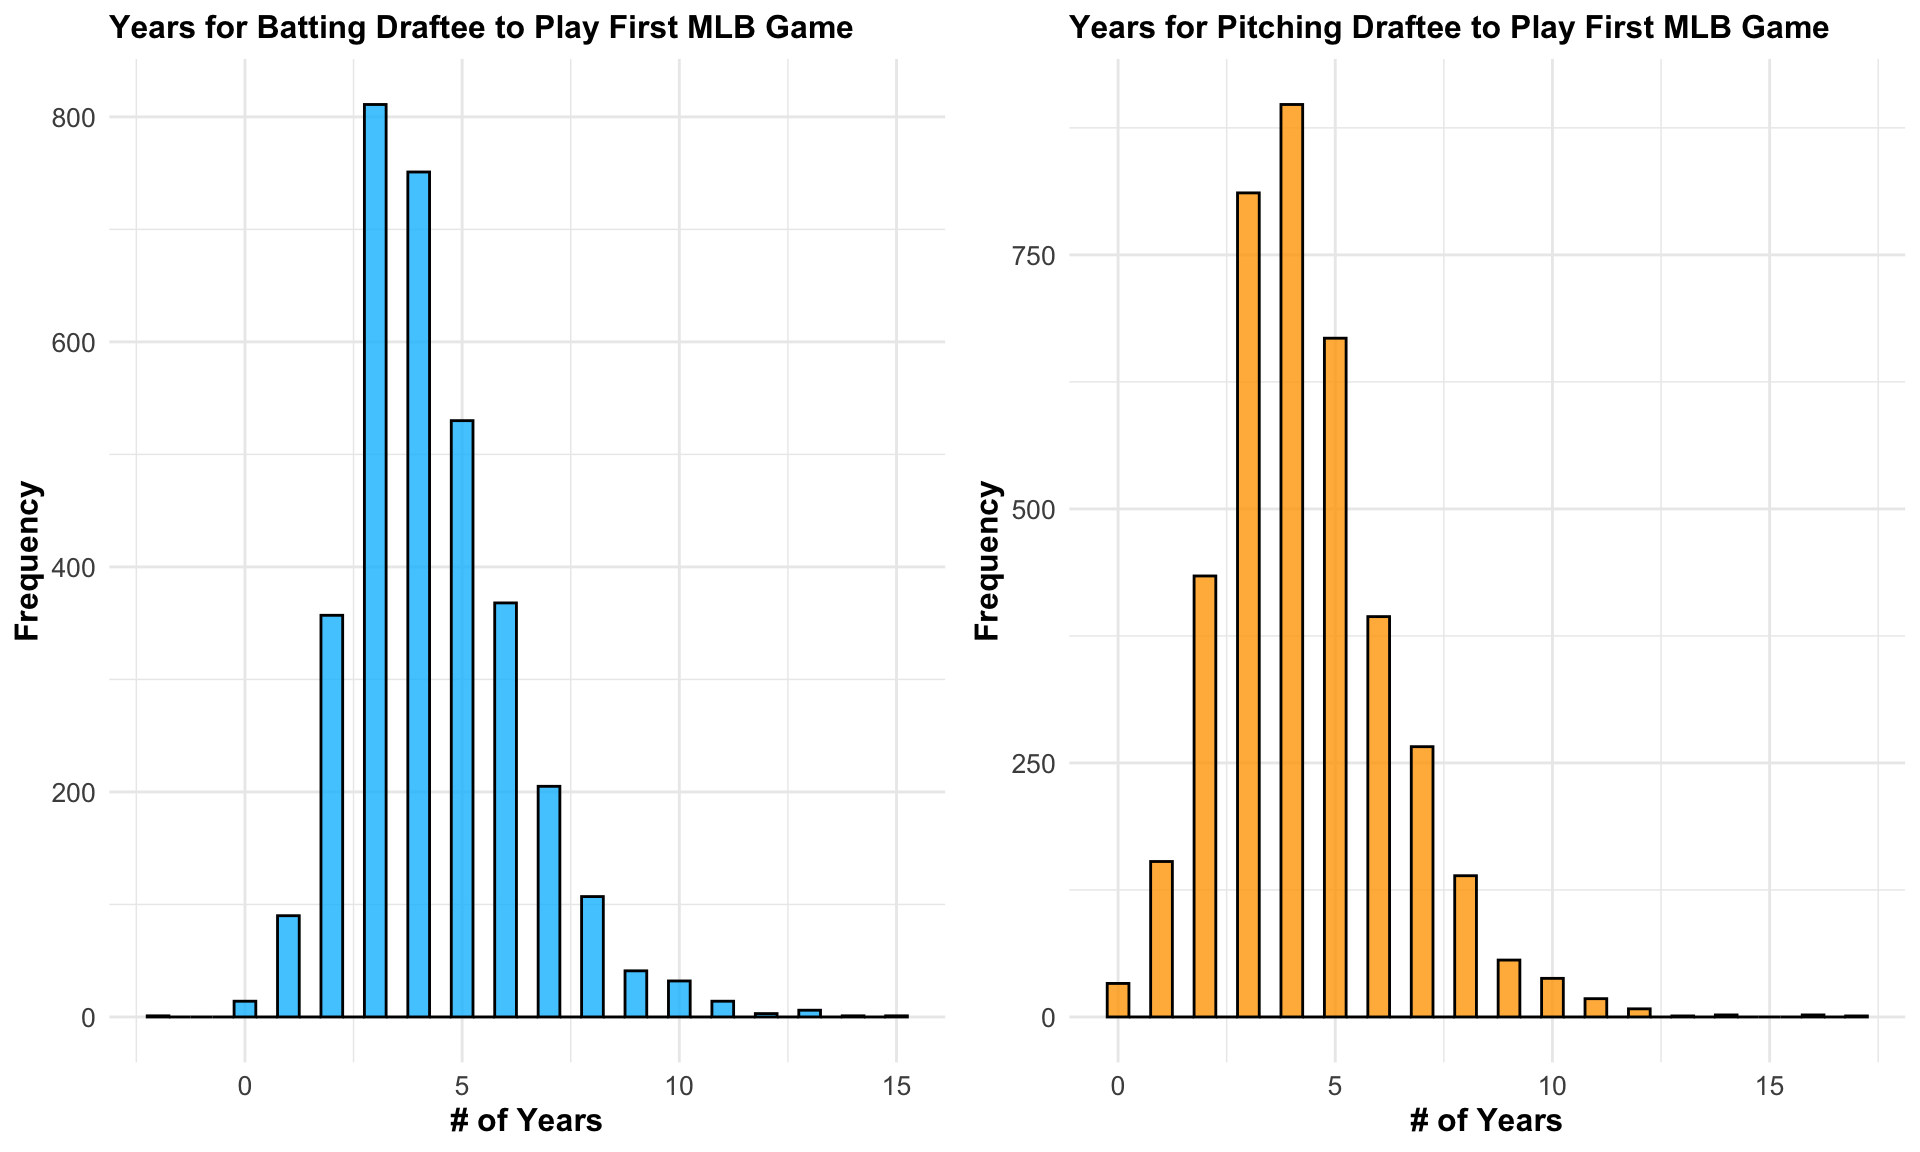 Years for Batting Draftee to Play First MLB Game
Frequency
800
600
400
200
0
0 5 10 15
# of Years
Years for Pitching Draftee to Play First MLB Game
Frequency
750
500
250
0
0 5 10 15
# of Years